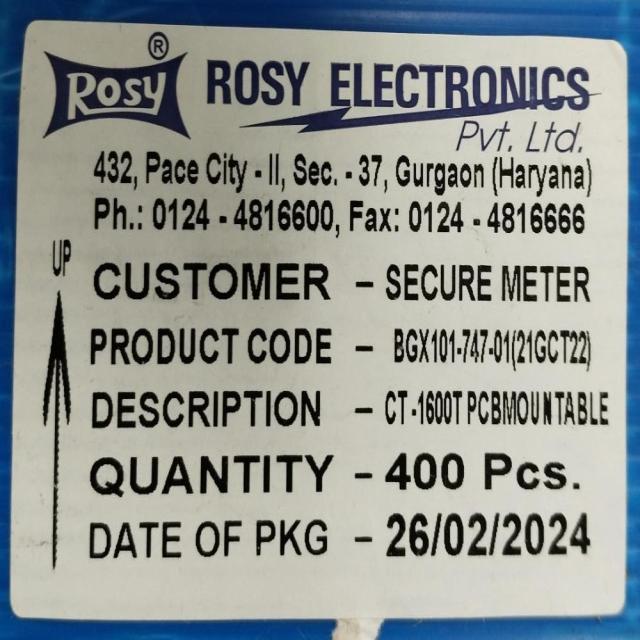 ® ROSY ROSY ELECTRONICS
Pvt. Ltd.
432, Pace City - II, Sec. - 37, Gurgaon (Haryana)
Ph.: 0124 - 4816600, Fax: 0124 - 4816666
UP
CUSTOMER - SECURE METER
PRODUCT CODE - BGX101-747-01(21GCT22)
DESCRIPTION - CT-1600T PCBMOUNTABLE
QUANTITY - 400 Pcs.
DATE OF PKG - 26/02/2024